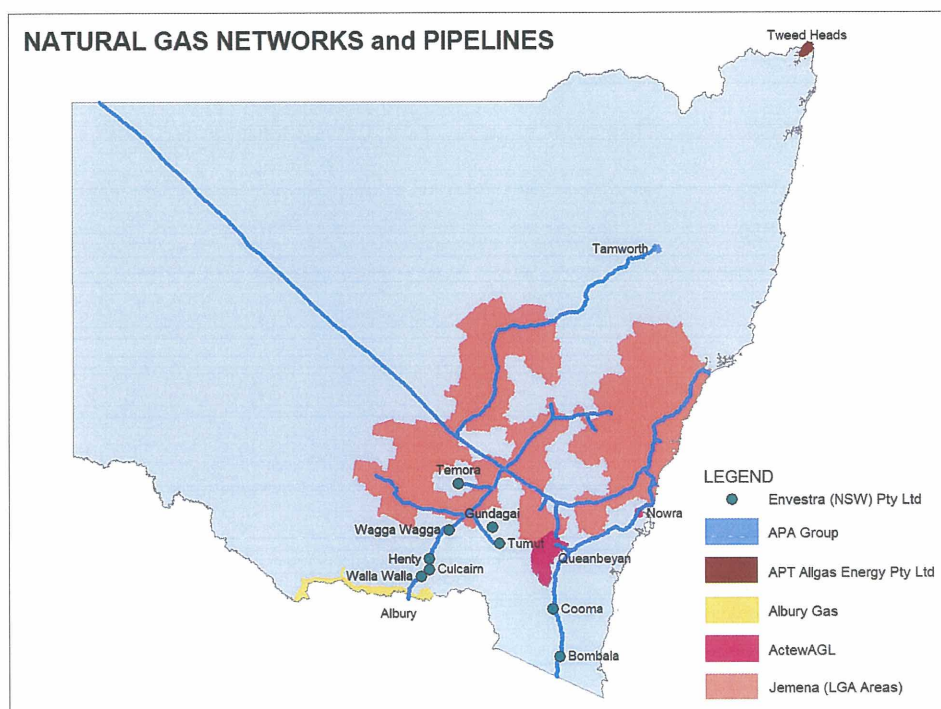 NATURAL GAS NETWORKS and PIPELINES
Tweed Heads
Tamworth
Temora
Gundagai
Wagga Wagga
Tumut
Henty
Culcairn
Walla Walla
Albury
Nowra
Queanbeyan
Cooma
Bombala
LEGEND
Envestra (NSW) Pty Ltd
APA Group
APT Allgas Energy Pty Ltd
Albury Gas
ActewAGL
Jemena (LGA Areas)